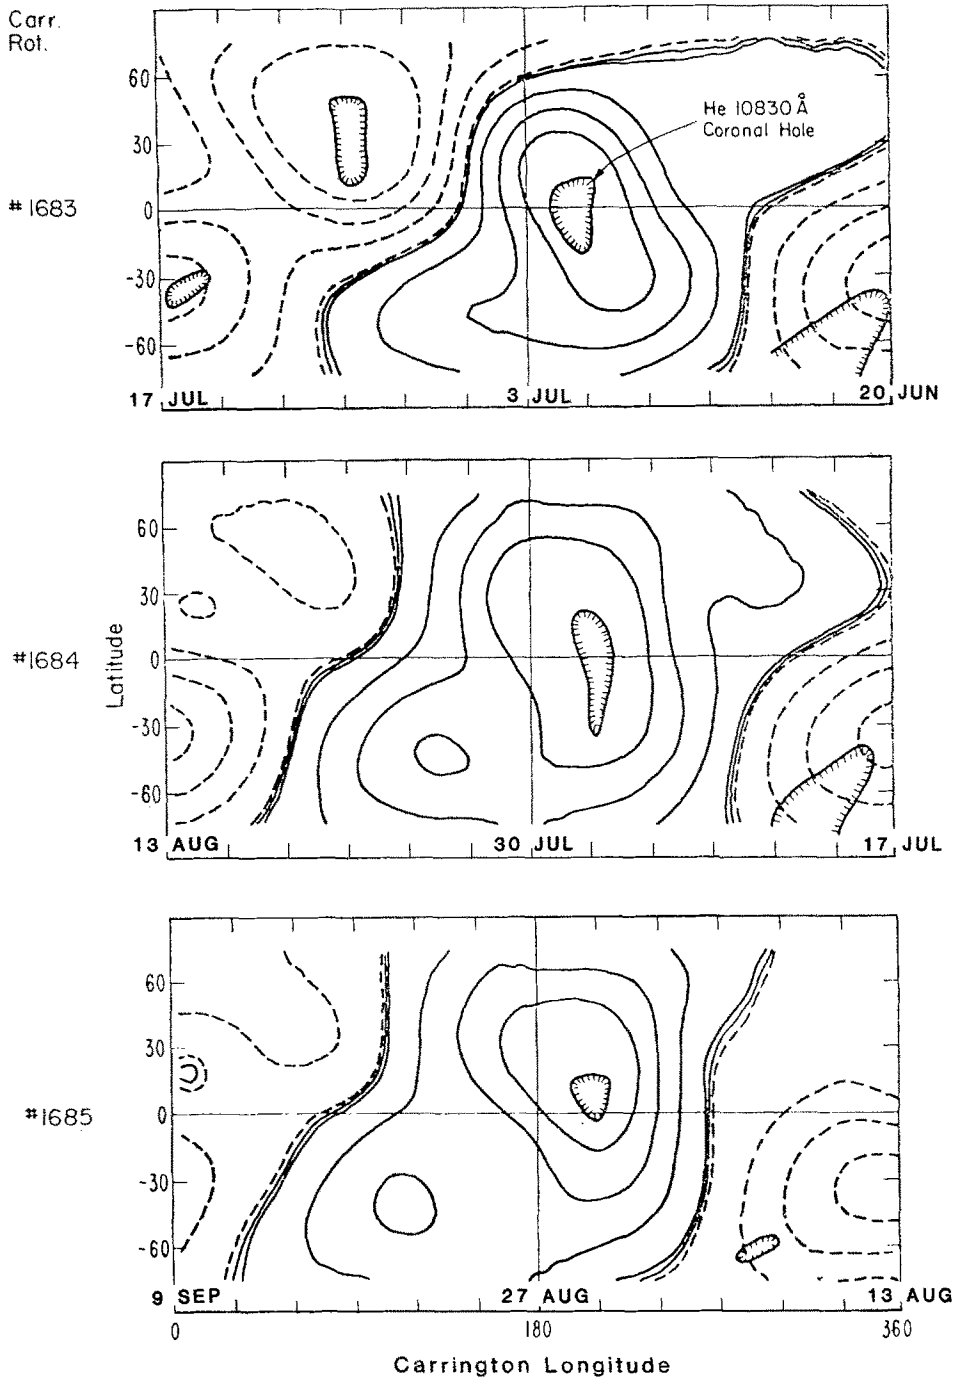 Carr.
Rot.
60
30
0
-30
-60
#1683
He 10830 Å
Coronal Hole
17 JUL
3 JUL
20 JUN
60
30
0
-30
-60
#1684
Latitude
13 AUG
30 JUL
17 JUL
60
30
0
-30
-60
#1685
9 SEP
27 AUG
13 AUG
0
180
360
Carrington Longitude